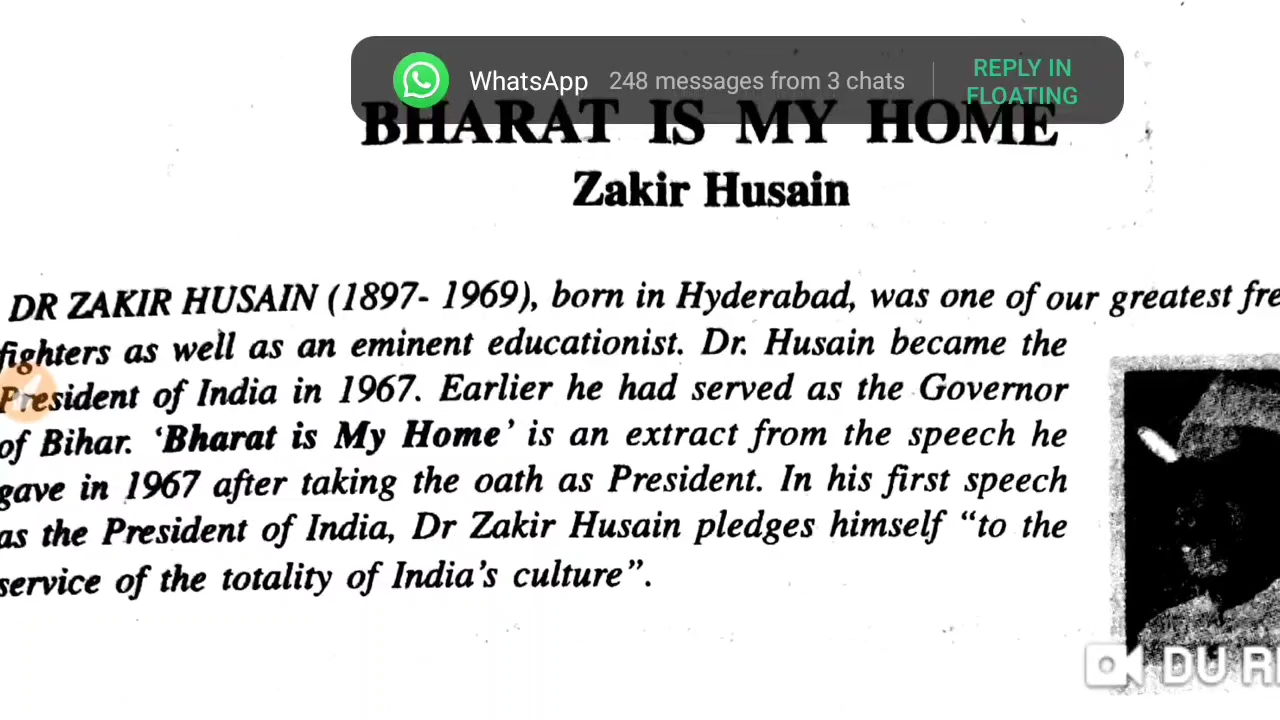 WhatsApp 248 messages from 3 chats REPLY IN
FLOATING
BHARAT IS MY HOME
Zakir Husain
DR ZAKIR HUSAIN (1897- 1969), born in Hyderabad, was one of our greatest fre
fighters as well as an eminent educationist. Dr. Husain became the
President of India in 1967. Earlier he had served as the Governor
of Bihar. ‘Bharat is My Home’ is an extract from the speech he
gave in 1967 after taking the oath as President. In his first speech
as the President of India, Dr Zakir Husain pledges himself “to the
service of the totality of India’s culture”.
DU RE